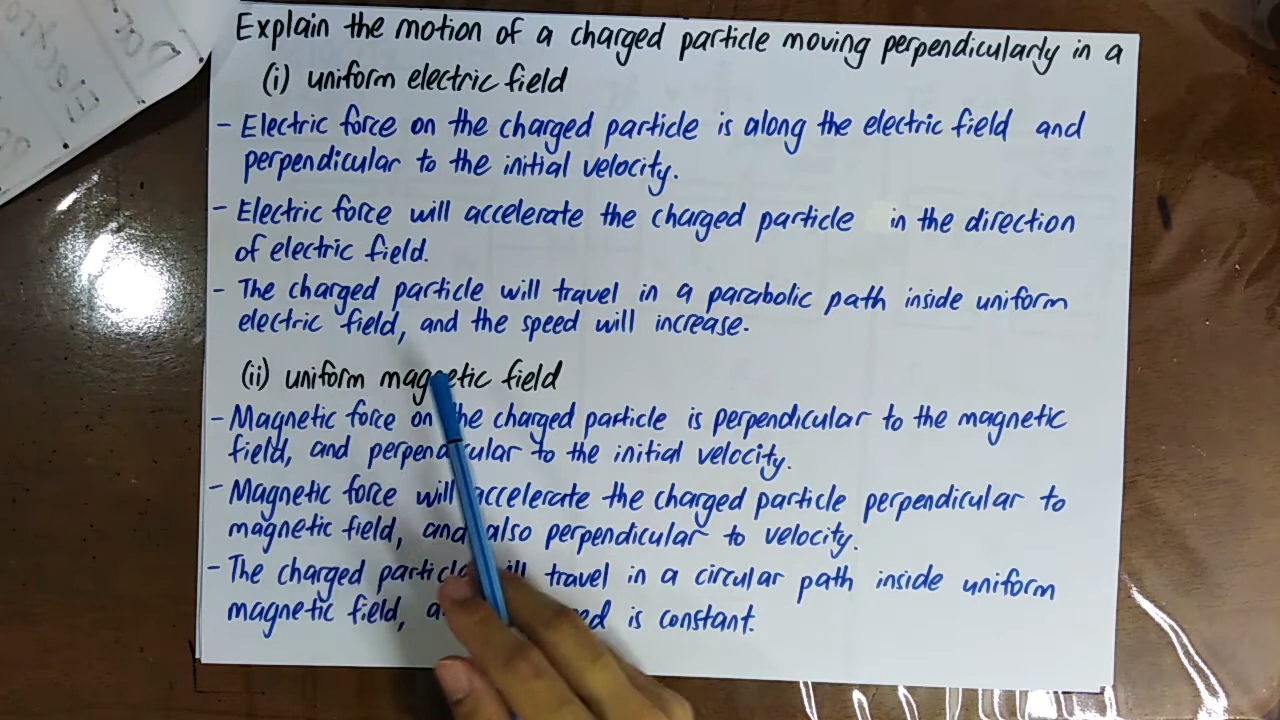 Explain the motion of a charged particle moving perpendicularly in a
(i) uniform electric field
- Electric force on the charged particle is along the electric field and
perpendicular to the initial velocity.
- Electric force will accelerate the charged particle in the direction
of electric field.
- The charged particle will travel in a parabolic path inside uniform
electric field, and the speed will increase.
(ii) uniform magnetic field
- Magnetic force on the charged particle is perpendicular to the magnetic
field, and perpendicular to the initial velocity.
- Magnetic force will accelerate the charged particle perpendicular to
magnetic field, and also perpendicular to velocity.
- The charged particle will travel in a circular path inside uniform
magnetic field, is constant.